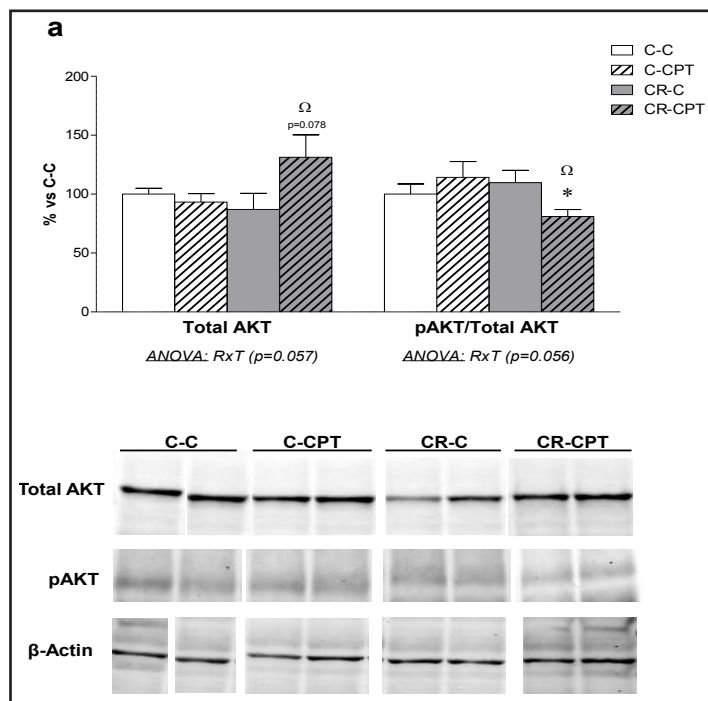 a
C-C
C-CPT
CR-C
CR-CPT
200
150
100
50
0
% vs C-C
Ω
p=0.078
Ω
*
Total AKT
pAKT/Total AKT
ANOVA: RxT (p=0.057)
ANOVA: RxT (p=0.056)
C-C
C-CPT
CR-C
CR-CPT
Total AKT
pAKT
β-Actin